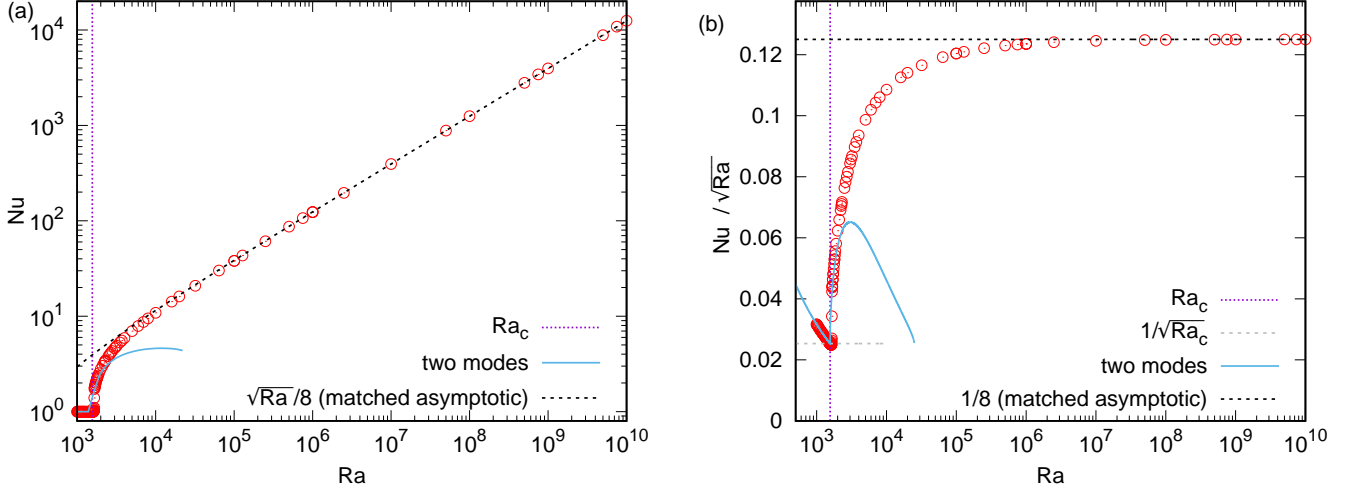 (a)
Nu
10^4
10^3
10^2
10^1
10^0
10^3 10^4 10^5 10^6 10^7 10^8 10^9 10^10
Ra
Ra_c
two modes
√Ra /8 (matched asymptotic)
(b)
Nu / √Ra
0.12
0.10
0.08
0.06
0.04
0.02
0
10^3 10^4 10^5 10^6 10^7 10^8 10^9 10^10
Ra
Ra_c
1/√Ra_c
two modes
1/8 (matched asymptotic)